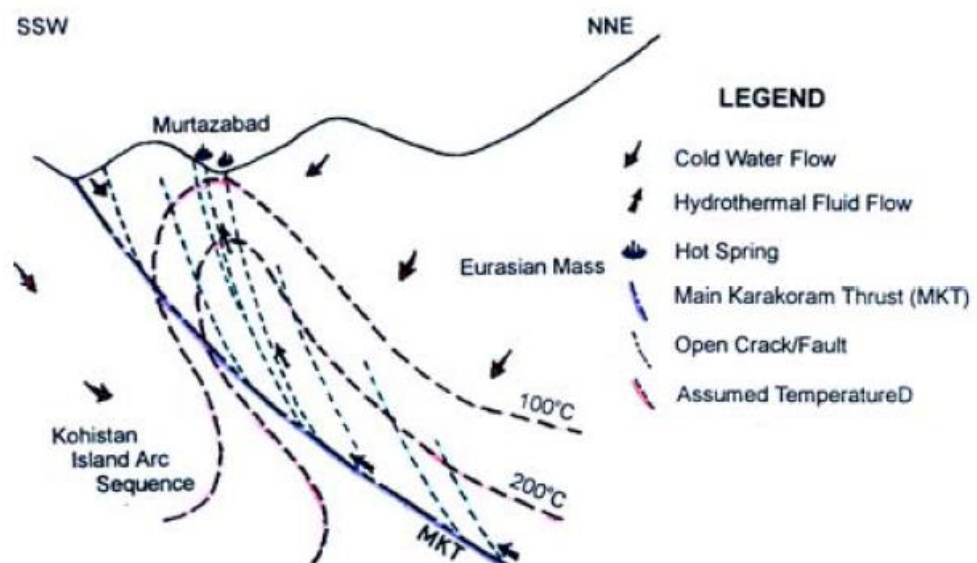 SSW
NNE
Murtazabad
LEGEND
Cold Water Flow
Hydrothermal Fluid Flow
Hot Spring
Main Karakoram Thrust (MKT)
Open Crack/Fault
Assumed TemperatureD
Eurasian Mass
100°C
200°C
Kohistan
Island Arc
Sequence
MKT